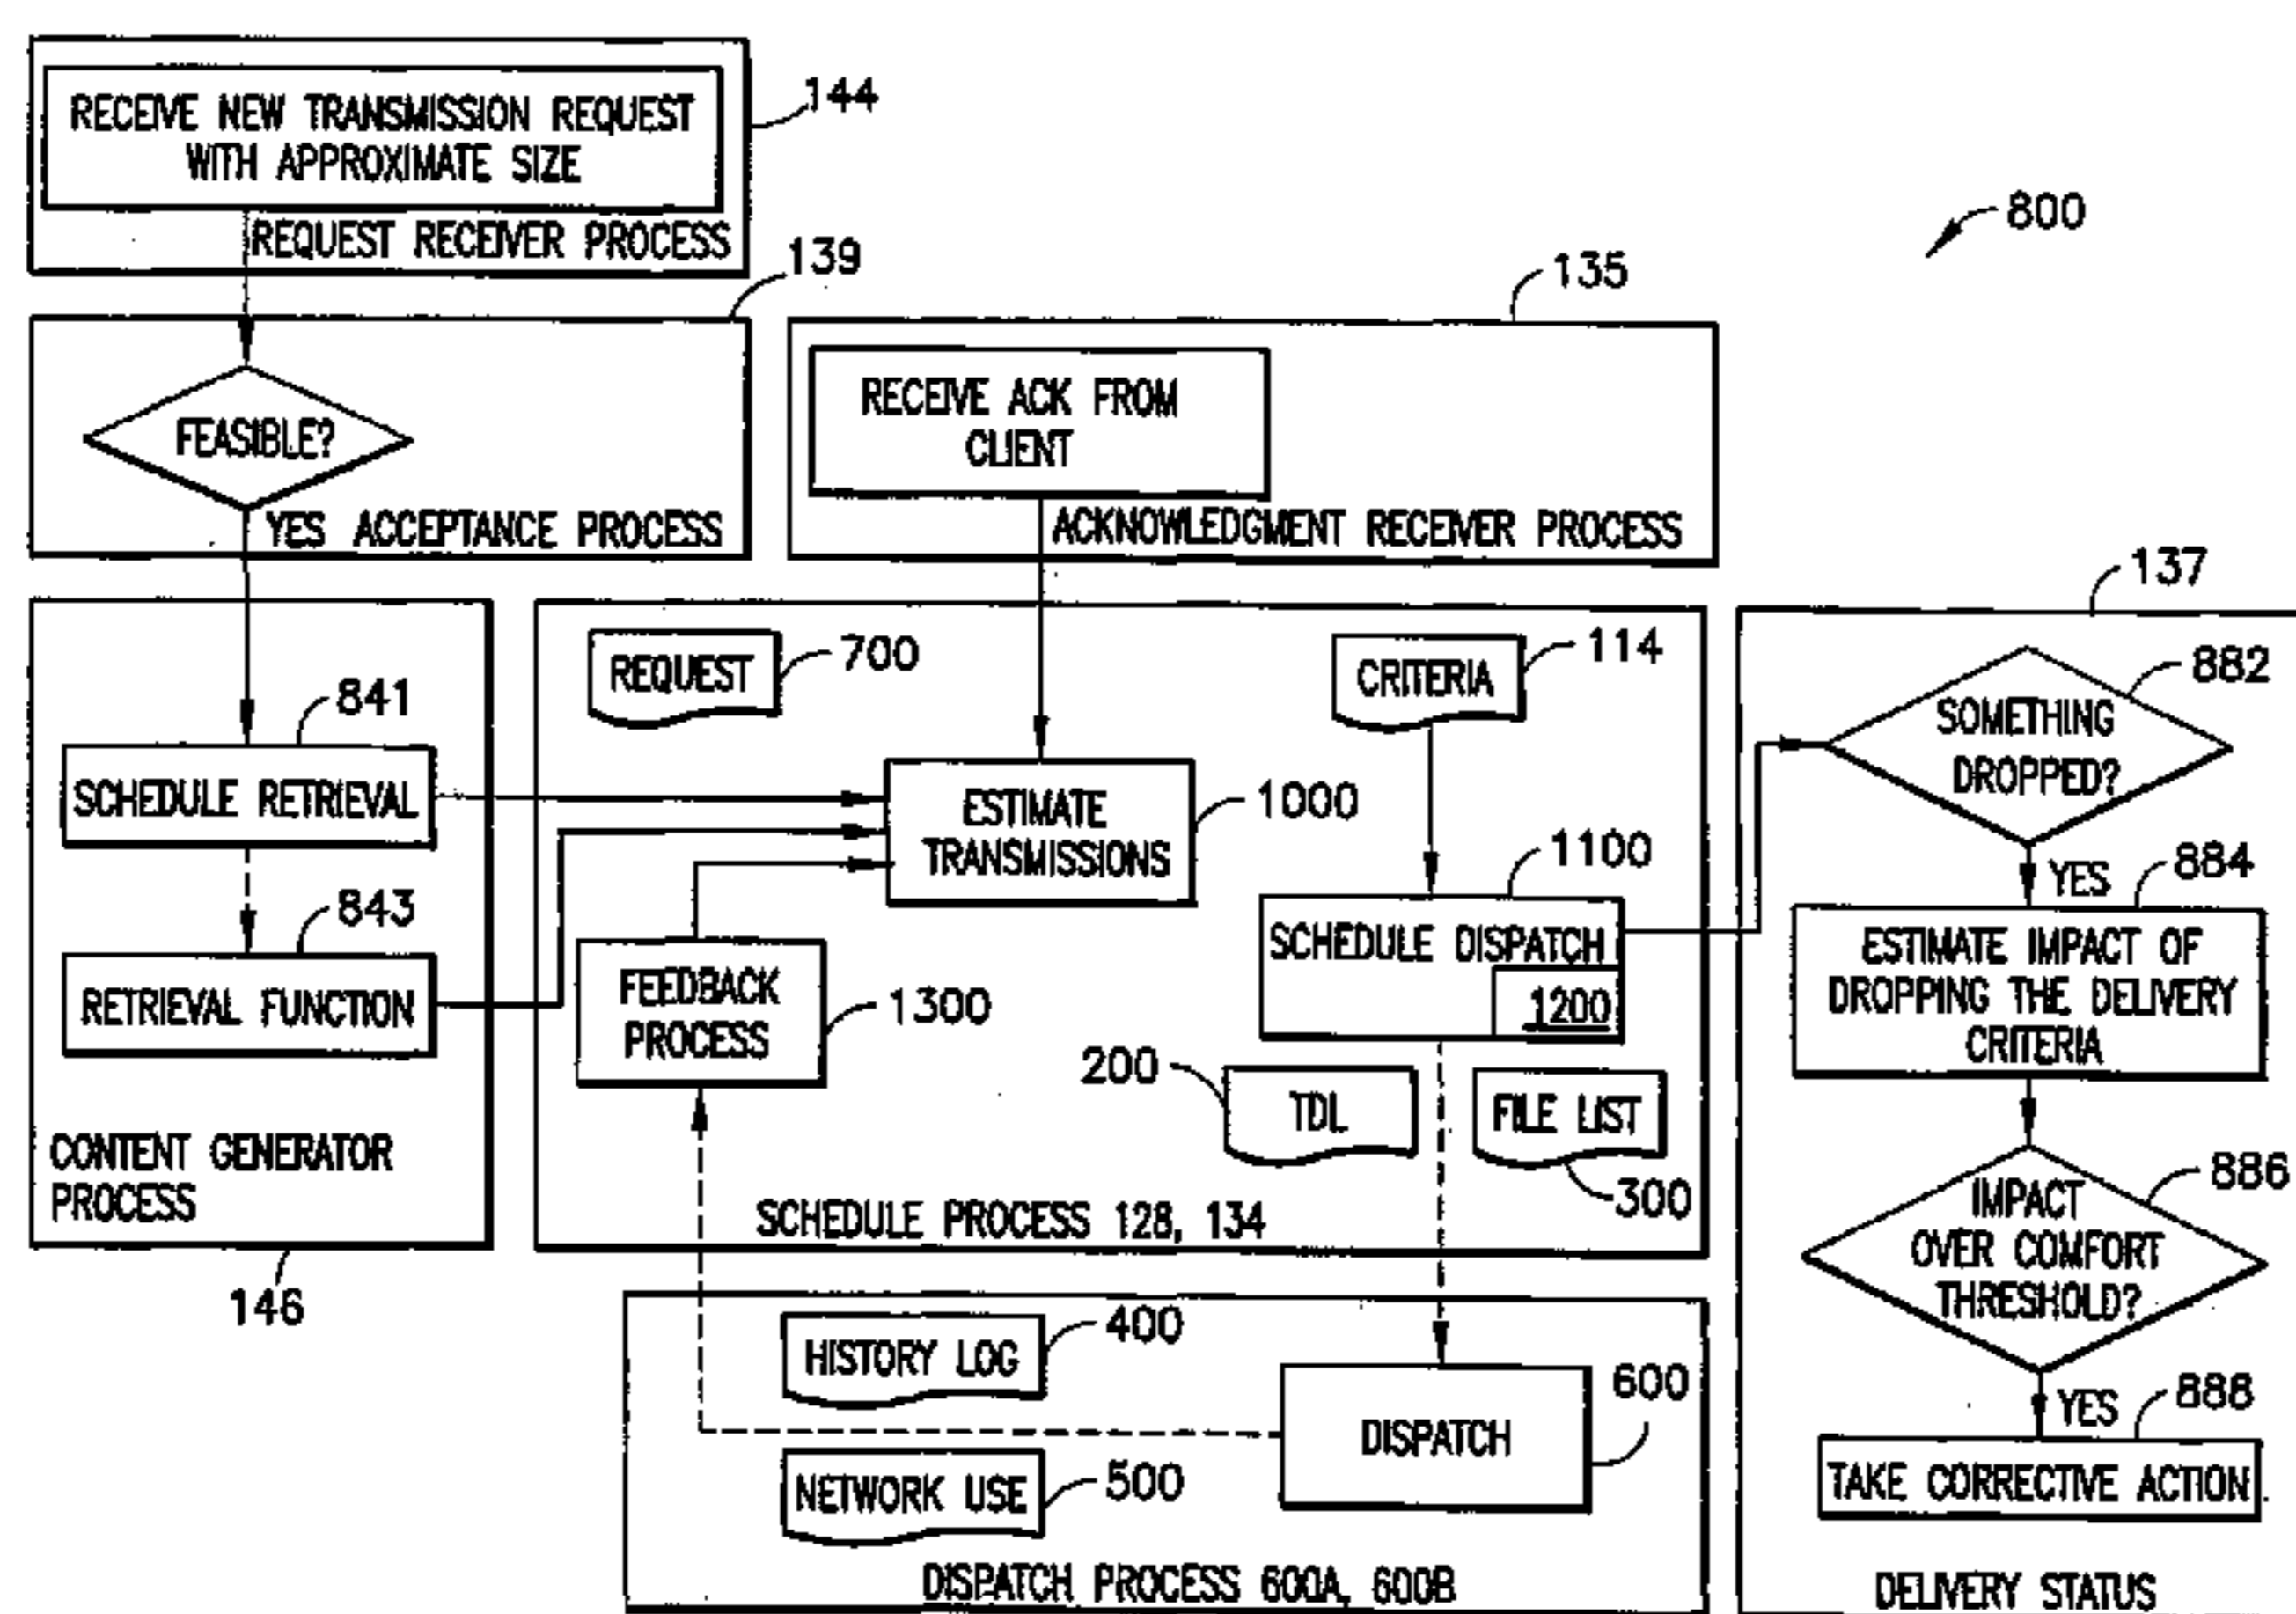 RECEIVE NEW TRANSMISSION REQUEST
WITH APPROXIMATE SIZE
REQUEST RECEIVER PROCESS
144
800
139
FEASIBLE?
YES ACCEPTANCE PROCESS
135
RECEIVE ACK FROM
CLIENT
ACKNOWLEDGMENT RECEIVER PROCESS
841
SCHEDULE RETRIEVAL
843
RETRIEVAL FUNCTION
CONTENT GENERATOR
PROCESS
146
REQUEST
700
CRITERIA
114
ESTIMATE
TRANSMISSIONS
1000
1100
SCHEDULE DISPATCH
1200
FEEDBACK
PROCESS
1300
200
TDL
FILE LIST
300
SCHEDULE PROCESS 128, 134
HISTORY LOG
400
NETWORK USE
500
DISPATCH
600
DISPATCH PROCESS 600A, 600B
137
882
SOMETHING
DROPPED?
YES
884
ESTIMATE IMPACT OF
DROPPING THE DELIVERY
CRITERIA
886
IMPACT
OVER COMFORT
THRESHOLD?
YES
888
TAKE CORRECTIVE ACTION
DELIVERY STATUS